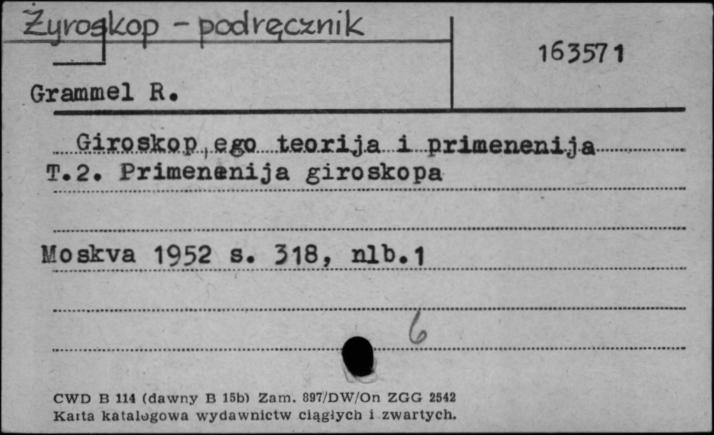 Żyroskop - podręcznik
163571
Grammel R.
Giroskop, ego teorija i primenenija
T.2. Primenenija giroskopa
Moskva 1952 s. 318, nlb.1
6
CWD B 114 (dawny B 15b) Zam. 897/DW/On ZGG 2542
Karta katalogowa wydawnictw ciągłych i zwartych.